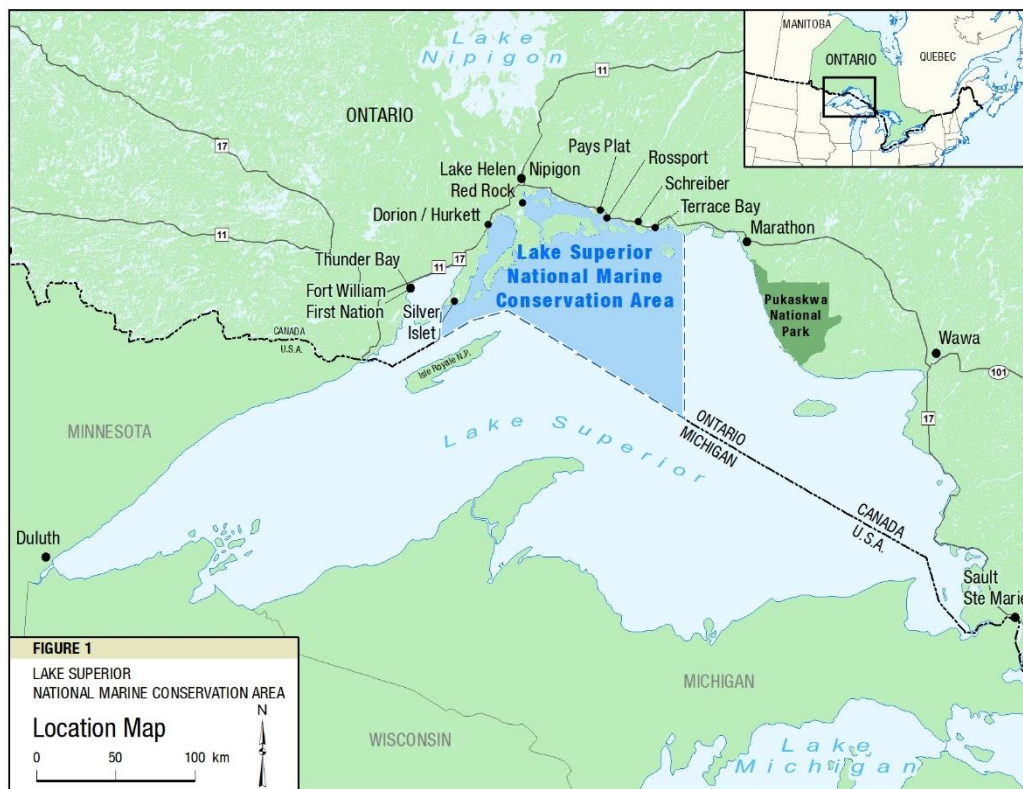 MANITOBA
ONTARIO
QUEBEC
Lake
Nipigon
11
ONTARIO
17
Pays Plat
Rossport
Lake Helen
Nipigon
Red Rock
Schreiber
Terrace Bay
Dorion / Hurkett
Marathon
11
Lake Superior
National Marine
Conservation Area
Thunder Bay
11
17
Fort William
First Nation
Silver
Islet
Pukaskwa
National
Park
CANADA
U.S.A.
Wawa
Isle Royale N.P.
101
17
MINNESOTA
Lake Superior
ONTARIO
MICHIGAN
CANADA
U.S.A.
Duluth
Sault
Ste Marie
FIGURE 1
LAKE SUPERIOR
NATIONAL MARINE CONSERVATION AREA
Location Map
N
0 50 100 km
MICHIGAN
WISCONSIN
Lake
Michigan